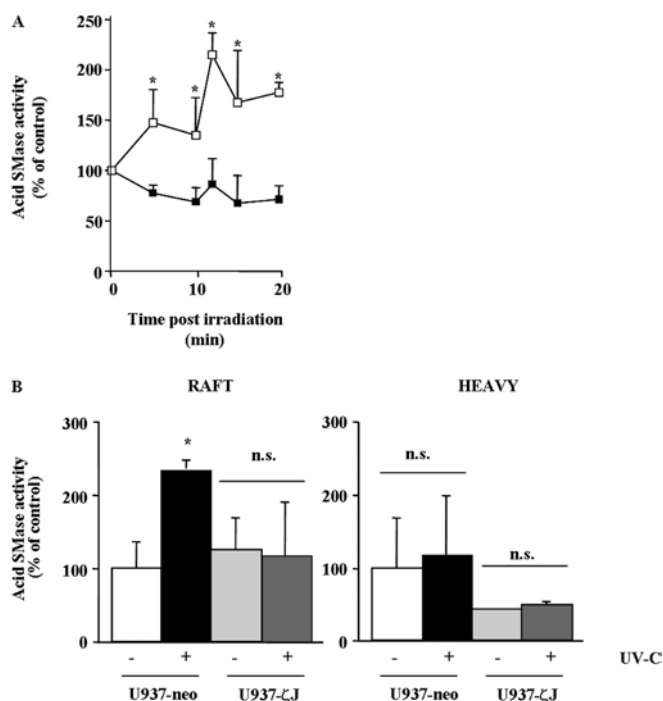 A
Acid SMase activity
(% of control)
250
200
150
100
50
0
* * * * *
0 10 20
Time post irradiation
(min)
B
RAFT
HEAVY
Acid SMase activity
(% of control)
300
200
100
0
*
n.s.
- + - +
U937-neo U937-ζJ
300
200
100
0
n.s.
n.s.
- + - +
UV-C
U937-neo U937-ζJ